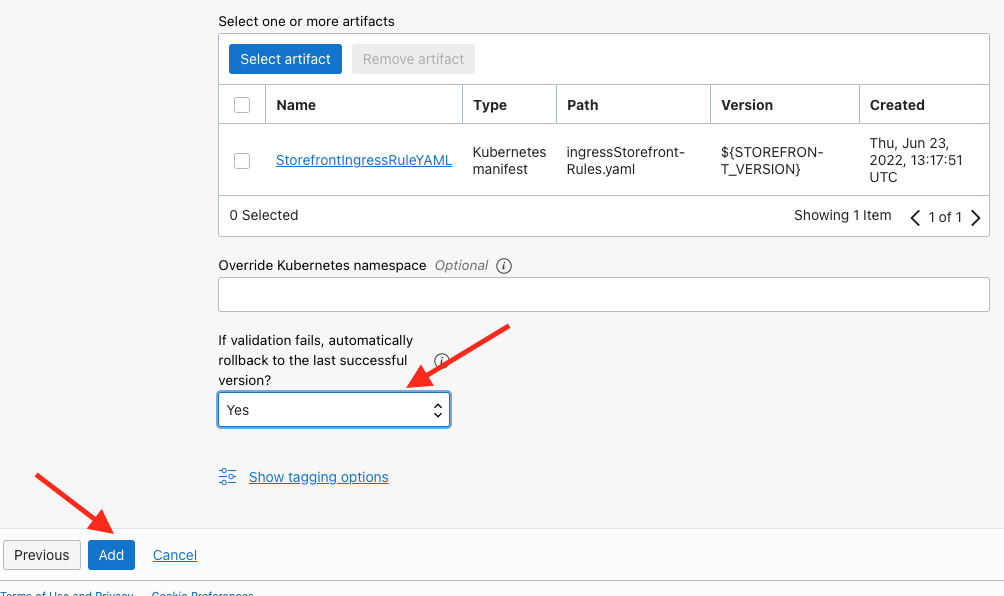 Select one or more artifacts
Select artifact Remove artifact
Name Type Path Version Created
StorefrontIngressRuleYAML Kubernetes manifest ingressStorefront-Rules.yaml ${STOREFRON-T_VERSION} Thu, Jun 23, 2022, 13:17:51 UTC
0 Selected Showing 1 Item 1 of 1
Override Kubernetes namespace Optional i
If validation fails, automatically
rollback to the last successful i
version?
Yes
Show tagging options
Previous Add Cancel
Terms of Use and Privacy Cookie Preferences